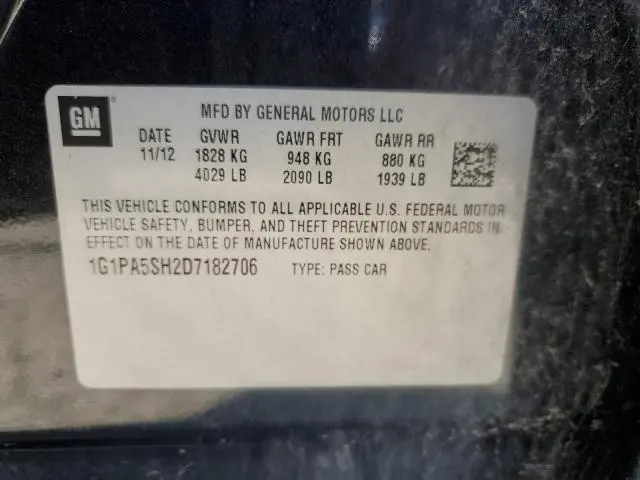 GM ®
MFD BY GENERAL MOTORS LLC
DATE GVWR GAWR FRT GAWR RR
11/12 1828 KG 948 KG 880 KG
4029 LB 2090 LB 1939 LB
THIS VEHICLE CONFORMS TO ALL APPLICABLE U.S. FEDERAL MOTOR
VEHICLE SAFETY, BUMPER, AND THEFT PREVENTION STANDARDS IN
EFFECT ON THE DATE OF MANUFACTURE SHOWN ABOVE.
1G1PA5SH2D7182706 TYPE: PASS CAR